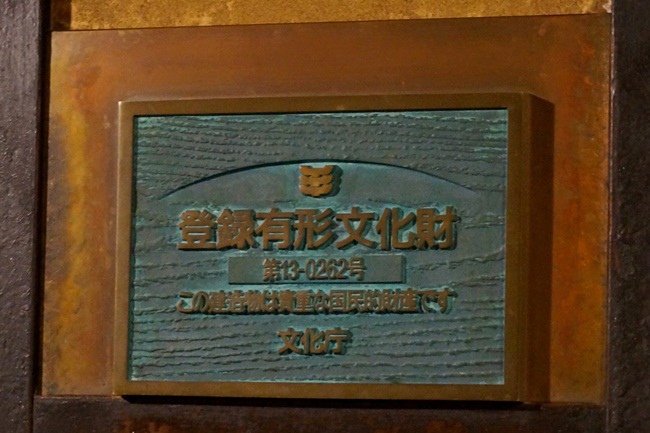 登録有形文化財
第13-0262号
この建造物は貴重な国民的財産です
文化庁